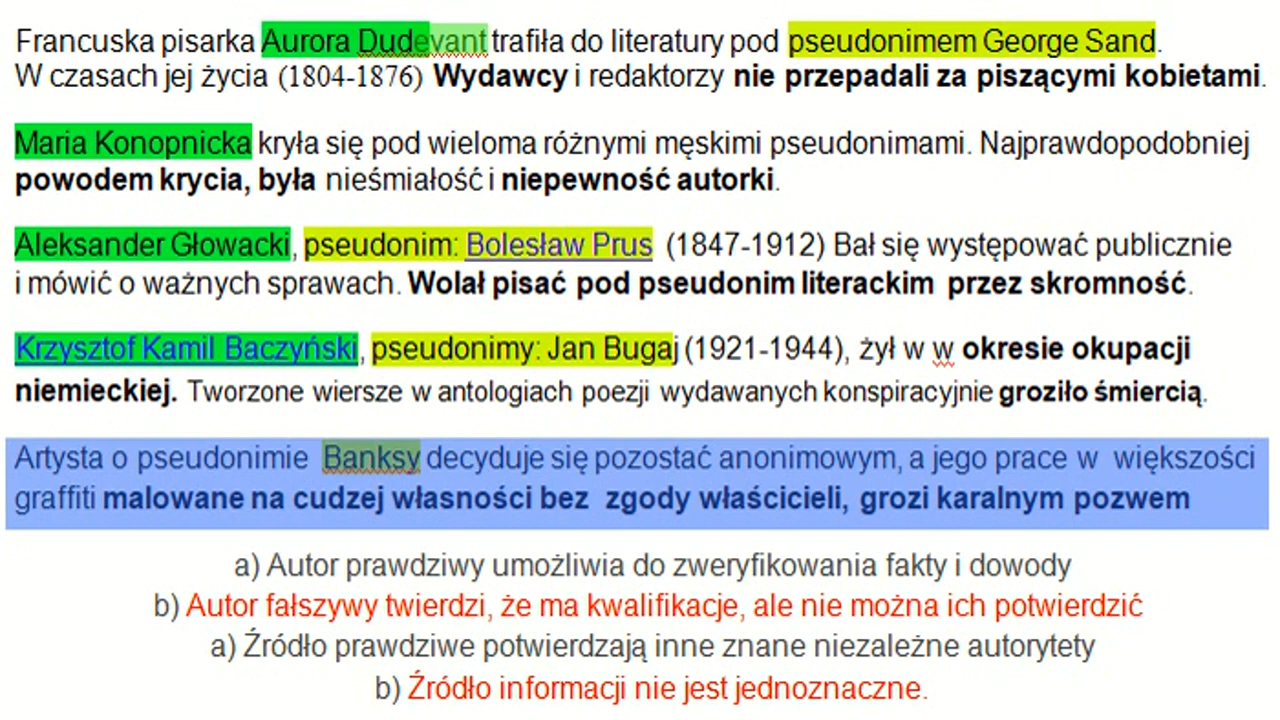 Francuska pisarka Aurora Dudevant trafiła do literatury pod pseudonimem George Sand.
W czasach jej życia (1804-1876) Wydawcy i redaktorzy nie przepadali za piszącymi kobietami.
Maria Konopnicka kryła się pod wieloma różnymi męskimi pseudonimami. Najprawdopodobniej
powodem krycia, była nieśmiałość i niepewność autorki.
Aleksander Głowacki, pseudonim: Bolesław Prus (1847-1912) Bał się występować publicznie
i mówić o ważnych sprawach. Wolał pisać pod pseudonim literackim przez skromność.
Krzysztof Kamil Baczyński, pseudonimy: Jan Bugaj (1921-1944), żył w w okresie okupacji
niemieckiej. Tworzone wiersze w antologiach poezji wydawanych konspiracyjnie groziło śmiercią.
Artysta o pseudonimie Banksy decyduje się pozostać anonimowym, a jego prace w większości
graffiti malowane na cudzej własności bez zgody właścicieli, grozi karalnym pozwem
a) Autor prawdziwy umożliwia do zweryfikowania fakty i dowody
b) Autor fałszywy twierdzi, że ma kwalifikacje, ale nie można ich potwierdzić
a) Źródło prawdziwe potwierdzają inne znane niezależne autorytety
b) Źródło informacji nie jest jednoznaczne.